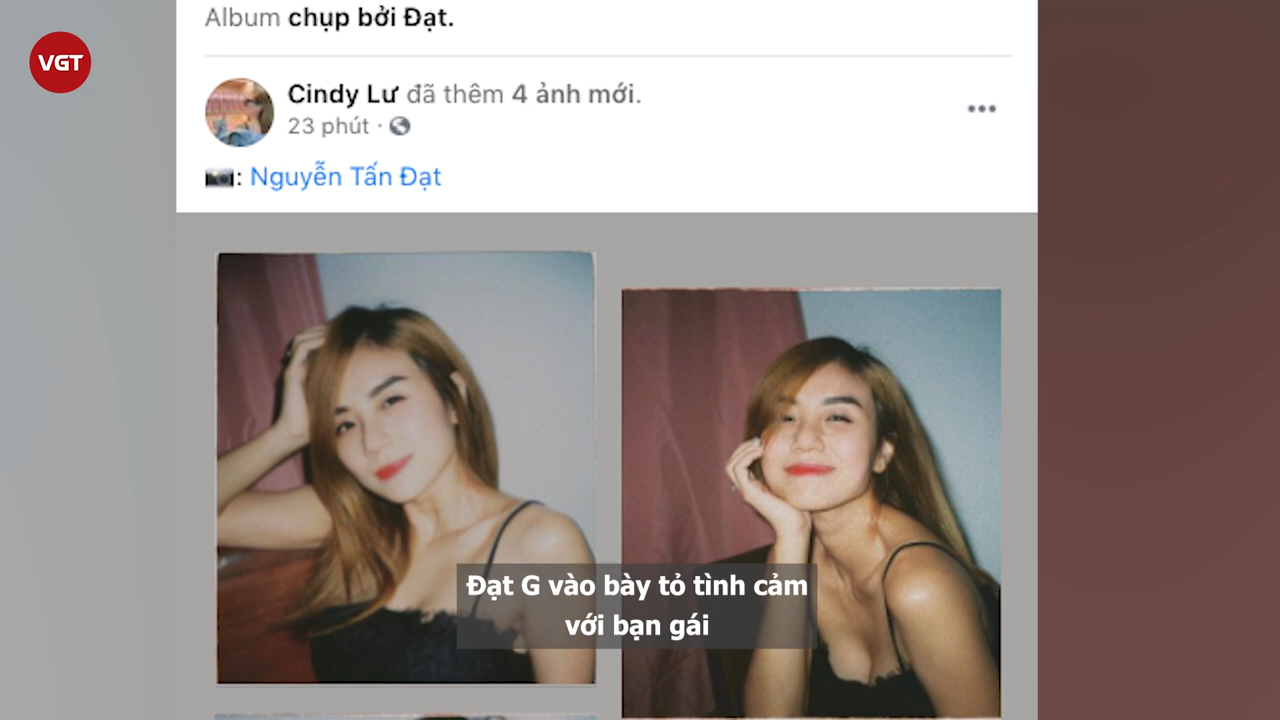 VGT
Album chụp bởi Đạt.
Cindy Lư đã thêm 4 ảnh mới.
23 phút ·
: Nguyễn Tấn Đạt
Đạt G vào bày tỏ tình cảm
với bạn gái